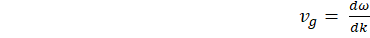 v_g = dω/dk